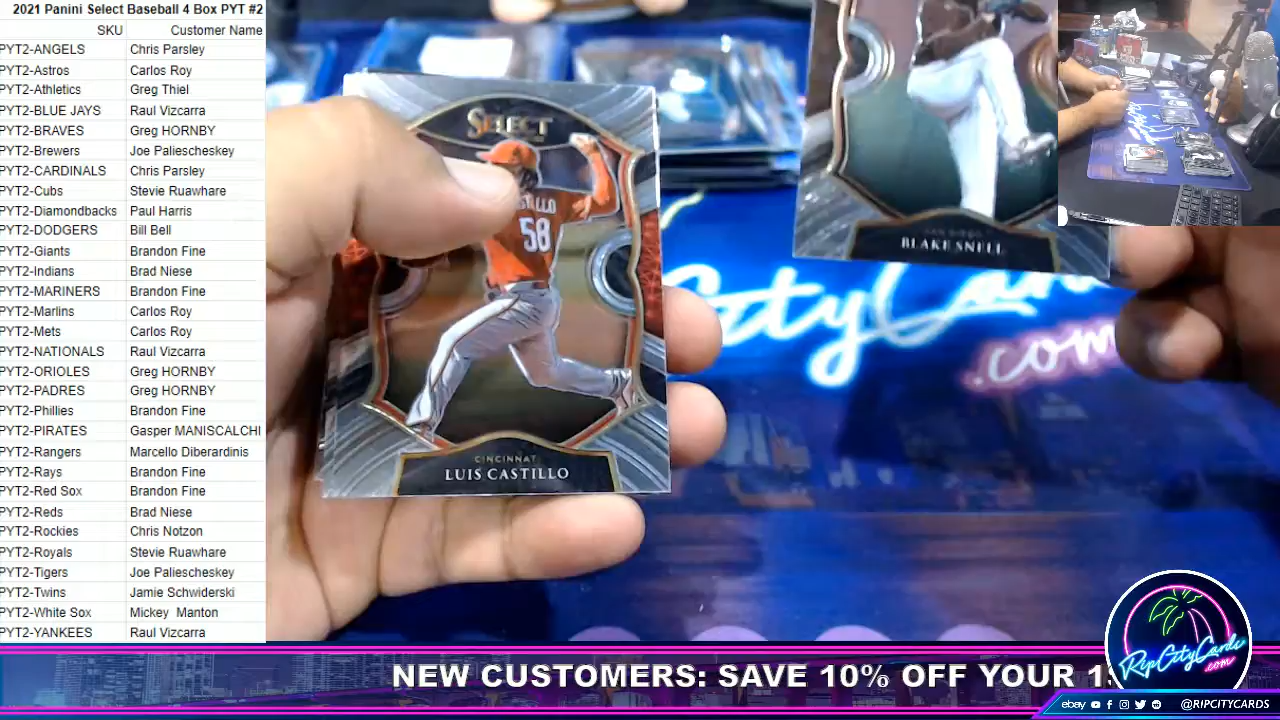 2021 Panini Select Baseball 4 Box PYT #2
SKU Customer Name
PYT2-ANGELS Chris Parsley
PYT2-Astros Carlos Roy
PYT2-Athletics Greg Thiel
PYT2-BLUE JAYS Raul Vizcarra
PYT2-BRAVES Greg HORNBY
PYT2-Brewers Joe Paliescheskey
PYT2-CARDINALS Chris Parsley
PYT2-Cubs Stevie Ruawhare
PYT2-Diamondbacks Paul Harris
PYT2-DODGERS Bill Bell
PYT2-Giants Brandon Fine
PYT2-Indians Brad Niese
PYT2-MARINERS Brandon Fine
PYT2-Marlins Carlos Roy
PYT2-Mets Carlos Roy
PYT2-NATIONALS Raul Vizcarra
PYT2-ORIOLES Greg HORNBY
PYT2-PADRES Greg HORNBY
PYT2-Phillies Brandon Fine
PYT2-PIRATES Gasper MANISCALCHI
PYT2-Rangers Marcello Diberardinis
PYT2-Rays Brandon Fine
PYT2-Red Sox Brandon Fine
PYT2-Reds Brad Niese
PYT2-Rockies Chris Notzon
PYT2-Royals Stevie Ruawhare
PYT2-Tigers Joe Paliescheskey
PYT2-Twins Jamie Schwiderski
PYT2-White Sox Mickey Manton
PYT2-YANKEES Raul Vizcarra
SELECT
58
CINCINNATI
LUIS CASTILLO
SAN DIEGO
BLAKE SNELL
.com
NEW CUSTOMERS: SAVE 10% OFF YOUR 1
RipCityCards
.com
ebay @RIPCITYCARDS